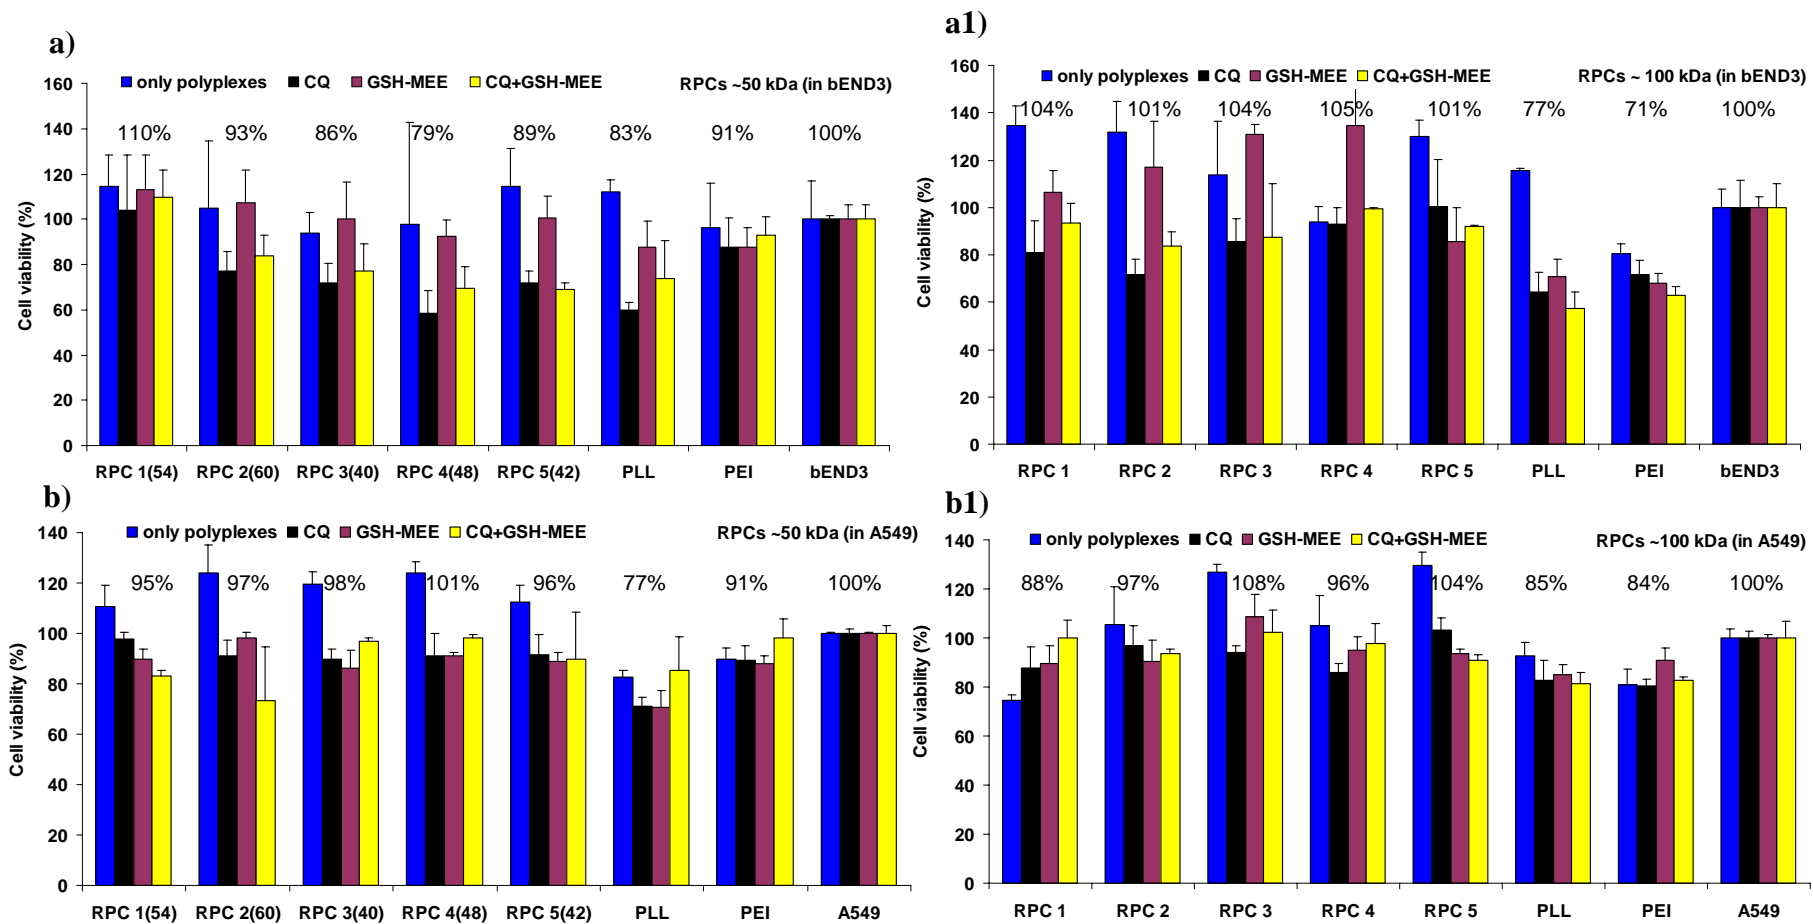 a)
only polyplexes CQ GSH-MEE CQ+GSH-MEE
RPCs ~50 kDa (in bEND3)
110% 93% 86% 79% 89% 83% 91% 100%
Cell viability (%)
160
140
120
100
80
60
40
20
0
RPC 1(54) RPC 2(60) RPC 3(40) RPC 4(48) RPC 5(42) PLL PEI bEND3
a1)
only polyplexes CQ GSH-MEE CQ+GSH-MEE
RPCs ~ 100 kDa (in bEND3)
104% 101% 104% 105% 101% 77% 71% 100%
Cell viability (%)
160
140
120
100
80
60
40
20
0
RPC 1 RPC 2 RPC 3 RPC 4 RPC 5 PLL PEI bEND3
b)
only polyplexes CQ GSH-MEE CQ+GSH-MEE
RPCs ~50 kDa (in A549)
95% 97% 98% 101% 96% 77% 91% 100%
Cell viability (%)
140
120
100
80
60
40
20
0
RPC 1(54) RPC 2(60) RPC 3(40) RPC 4(48) RPC 5(42) PLL PEI A549
b1)
only polyplexes CQ GSH-MEE CQ+GSH-MEE
RPCs ~100 kDa (in A549)
88% 97% 108% 96% 104% 85% 84% 100%
Cell viability (%)
140
120
100
80
60
40
20
0
RPC 1 RPC 2 RPC 3 RPC 4 RPC 5 PLL PEI A549